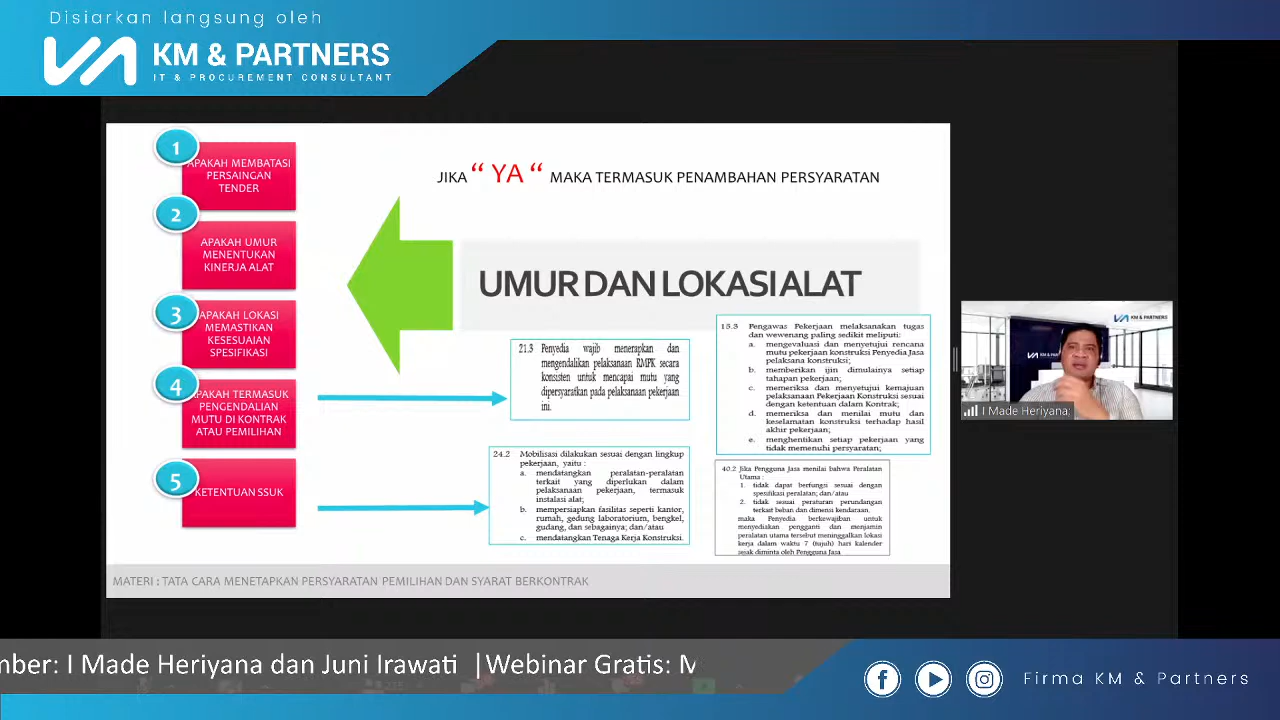 Disiarkan langsung oleh
KM & PARTNERS
IT & PROCUREMENT CONSULTANT
1
APAKAH MEMBATASI
PERSAINGAN
TENDER
2
APAKAH UMUR
MENENTUKAN
KINERJA ALAT
3
APAKAH LOKASI
MEMASTIKAN
KESESUAIAN
SPESIFIKASI
4
APAKAH TERMASUK
PENGENDALIAN
MUTU DI KONTRAK
ATAU PEMILIHAN
5
KETENTUAN SSUK
JIKA “ YA “ MAKA TERMASUK PENAMBAHAN PERSYARATAN
UMUR DAN LOKASI ALAT
21.3 Penyedia wajib menerapkan dan
mengendalikan pelaksanaan RMPK secara
konsisten untuk mencapai mutu yang
dipersyaratkan pada pelaksanaan pekerjaan
ini.
24.2 Mobilisasi dilakukan sesuai dengan lingkup
pekerjaan, yaitu :
a. mendatangkan peralatan-peralatan
terkait yang diperlukan dalam
pelaksanaan pekerjaan, termasuk
instalasi alat;
b. mempersiapkan fasilitas seperti kantor,
rumah, gedung laboratorium, bengkel,
gudang, dan sebagainya; dan/atau
c. mendatangkan Tenaga Kerja Konstruksi.
15.3 Pengawas Pekerjaan melaksanakan tugas
dan wewenang paling sedikit meliputi:
a. mengevaluasi dan menyetujui rencana
mutu pekerjaan konstruksi Penyedia Jasa
pelaksana konstruksi;
b. memberikan ijin dimulainya setiap
tahapan pekerjaan;
c. memeriksa dan menyetujui kemajuan
pelaksanaan Pekerjaan Konstruksi sesuai
dengan ketentuan dalam Kontrak;
d. memeriksa dan menilai mutu dan
keselamatan konstruksi terhadap hasil
akhir pekerjaan;
e. menghentikan setiap pekerjaan yang
tidak memenuhi persyaratan;
40.2 Jika Pengguna Jasa menilai bahwa Peralatan
Utama :
1. tidak dapat berfungsi sesuai dengan
spesifikasi peralatan; dan/atau
2. tidak sesuai peraturan perundangan
terkait beban dan dimensi kendaraan,
maka Penyedia berkewajiban untuk
menyediakan pengganti dan menjamin
peralatan utama tersebut meninggalkan lokasi
kerja dalam waktu 7 (tujuh) hari kalender
sejak diminta oleh Pengguna Jasa
MATERI : TATA CARA MENETAPKAN PERSYARATAN PEMILIHAN DAN SYARAT BERKONTRAK
KM & PARTNERS
I Made Heriyana:
mber: I Made Heriyana dan Juni Irawati |Webinar Gratis: M
Firma KM & Partners